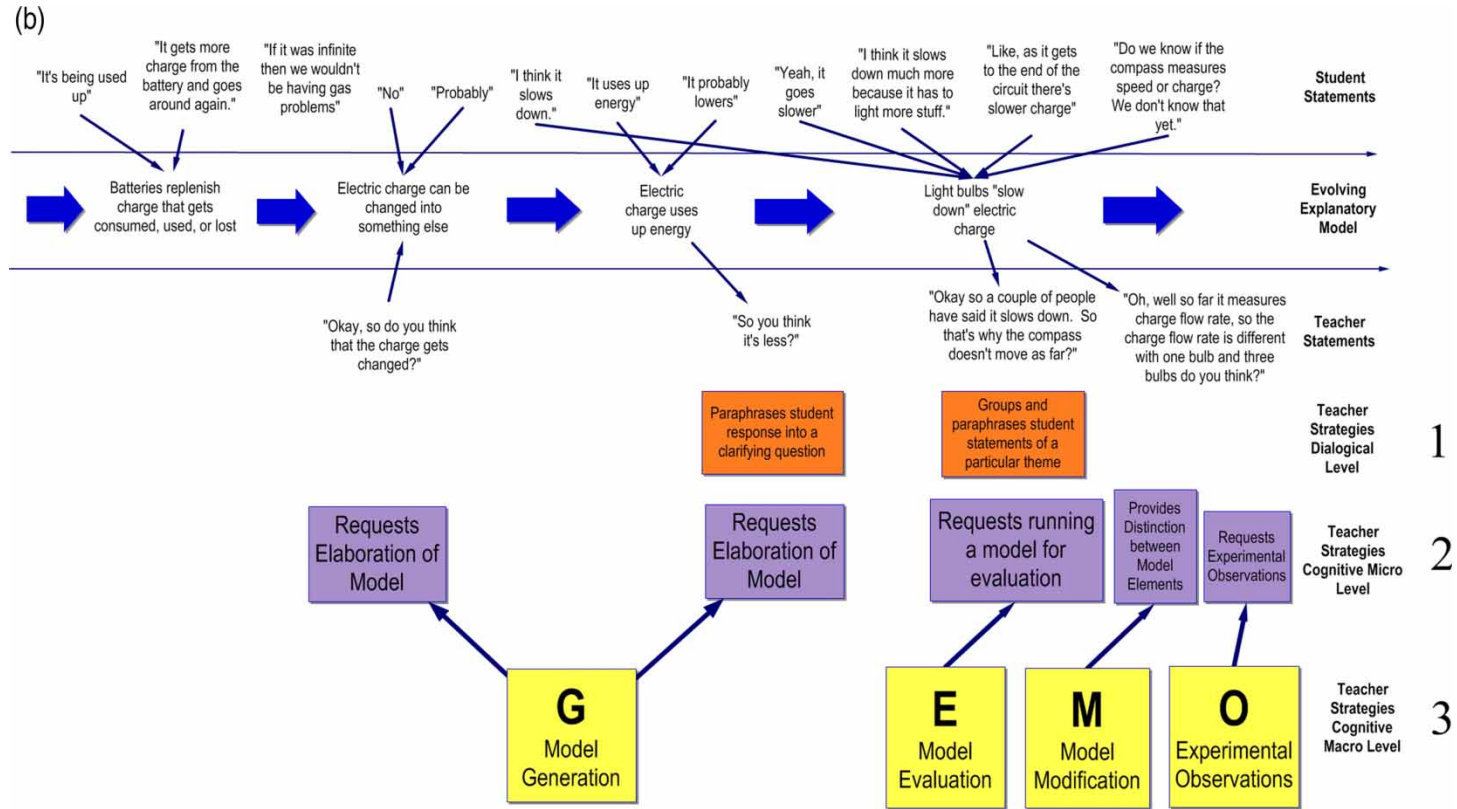 (b)
"It's being used
up"
"It gets more
charge from the
battery and goes
around again."
"If it was infinite
then we wouldn't
be having gas
problems"
"No"
"Probably"
"I think it
slows
down."
"It uses up
energy"
"It probably
lowers"
"Yeah, it
goes
slower"
"I think it slows
down much more
because it has to
light more stuff."
"Like, as it gets
to the end of the
circuit there's
slower charge"
"Do we know if the
compass measures
speed or charge?
We don't know that
yet."
Student
Statements
Batteries replenish
charge that gets
consumed, used, or lost
Electric charge can be
changed into
something else
Electric
charge uses
up energy
Light bulbs "slow
down" electric
charge
Evolving
Explanatory
Model
"Okay, so do you think
that the charge gets
changed?"
"So you think
it's less?"
"Okay so a couple of people
have said it slows down.  So
that's why the compass
doesn't move as far?"
"Oh, well so far it measures
charge flow rate, so the
charge flow rate is different
with one bulb and three
bulbs do you think?"
Teacher
Statements
Paraphrases student
response into a
clarifying question
Groups and
paraphrases student
statements of a
particular theme
Teacher
Strategies
Dialogical
Level
1
Requests
Elaboration of
Model
Requests
Elaboration of
Model
Requests running
a model for
evaluation
Provides
Distinction
between
Model
Elements
Requests
Experimental
Observations
Teacher
Strategies
Cognitive Micro
Level
2
G
Model
Generation
E
Model
Evaluation
M
Model
Modification
O
Experimental
Observations
Teacher
Strategies
Cognitive
Macro Level
3